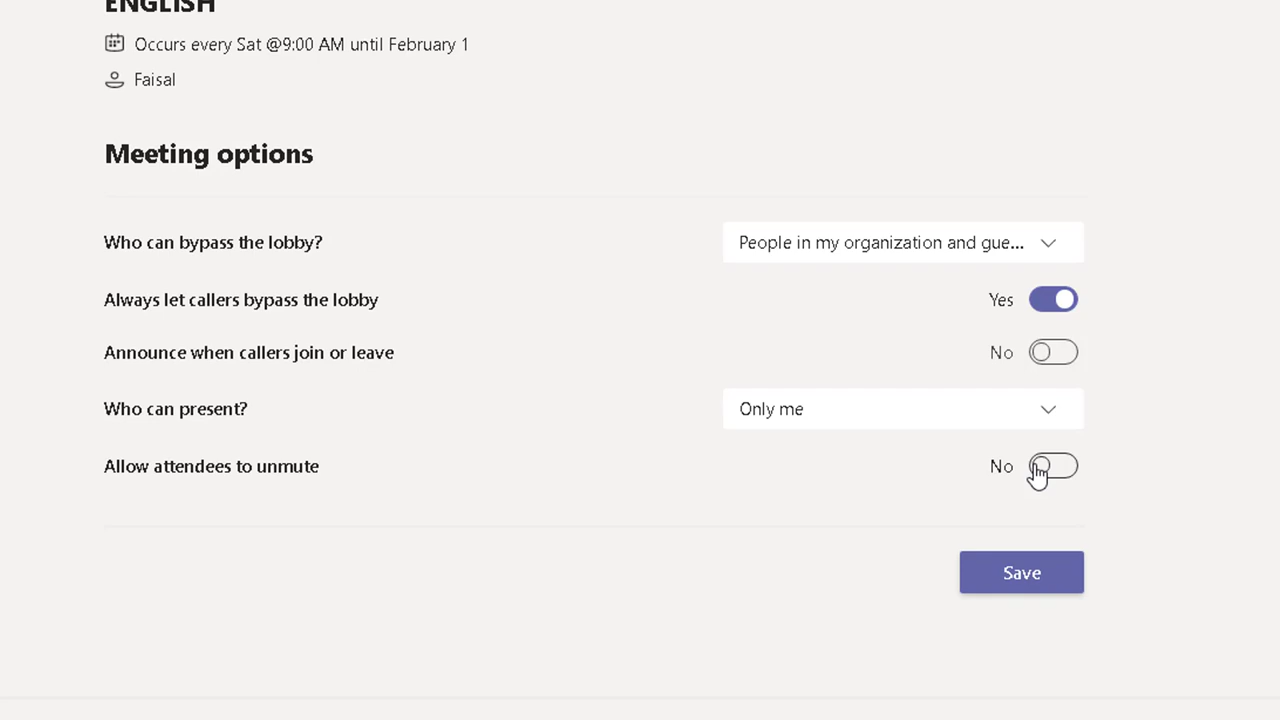 ENGLISH
Occurs every Sat @9:00 AM until February 1
Faisal
Meeting options
Who can bypass the lobby?
People in my organization and gue...
Always let callers bypass the lobby
Yes
Announce when callers join or leave
No
Who can present?
Only me
Allow attendees to unmute
No
Save